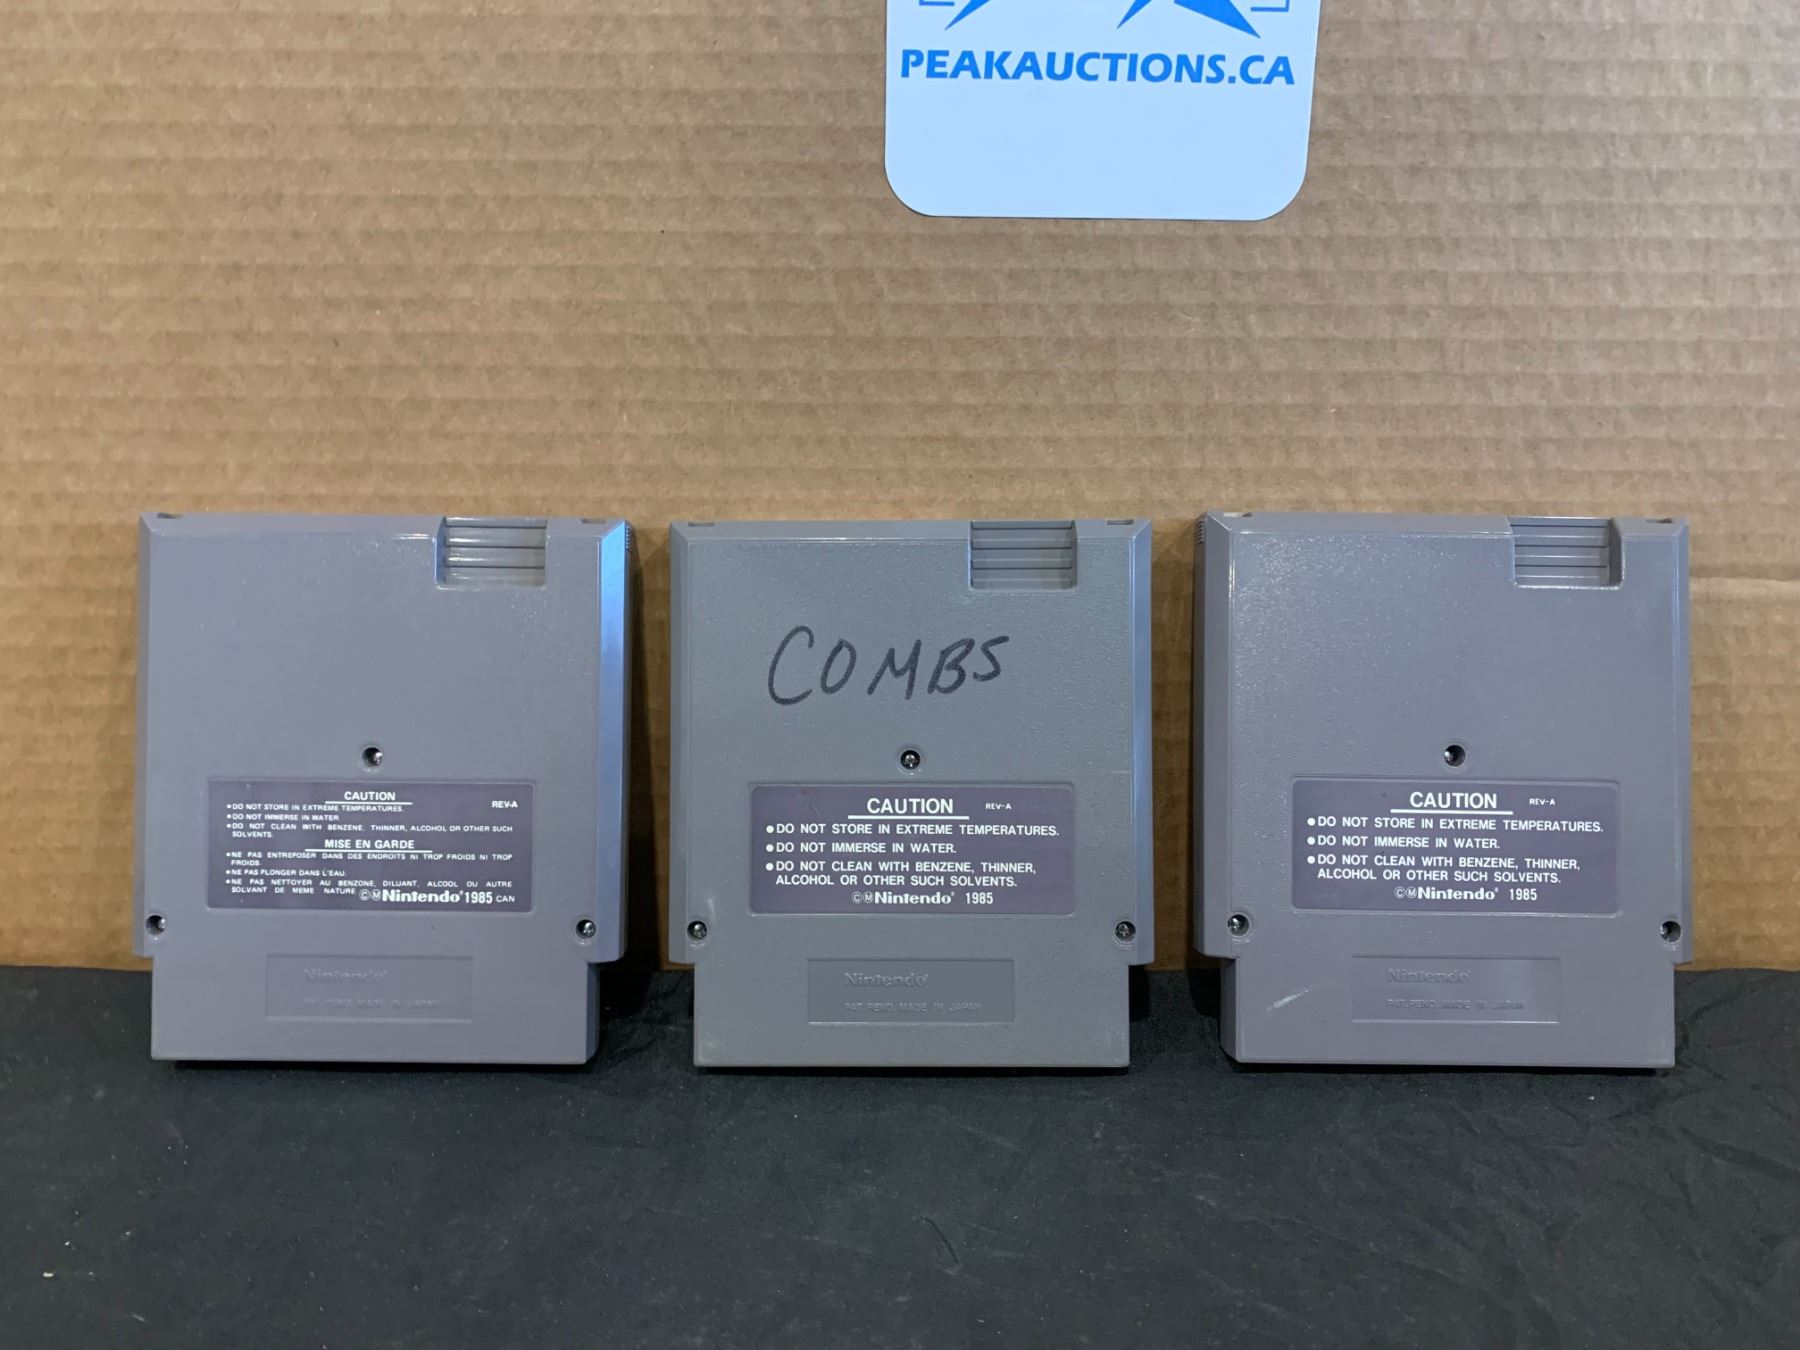 PEAKAUCTIONS.CA
CAUTION
REV-A
•DO NOT STORE IN EXTREME TEMPERATURES.
•DO NOT IMMERSE IN WATER.
•DO NOT CLEAN WITH BENZENE, THINNER, ALCOHOL OR OTHER SUCH
SOLVENTS.
MISE EN GARDE
•NE PAS ENTREPOSER DANS DES ENDROITS NI TROP FROIDS NI TROP
FROIDS.
•NE PAS PLONGER DANS L'EAU.
•NE PAS NETTOYER AU BENZONE, DILUANT, ALCOOL OU AUTRE
SOLVANT DE MEME NATURE
©Ⓜ Nintendo® 1985 CAN
Nintendo®
PAT. PEND. MADE IN JAPAN
COMBS
CAUTION REV-A
•DO NOT STORE IN EXTREME TEMPERATURES.
•DO NOT IMMERSE IN WATER.
•DO NOT CLEAN WITH BENZENE, THINNER,
ALCOHOL OR OTHER SUCH SOLVENTS.
©Ⓜ Nintendo® 1985
Nintendo®
PAT. PEND. MADE IN JAPAN
CAUTION REV-A
•DO NOT STORE IN EXTREME TEMPERATURES.
•DO NOT IMMERSE IN WATER.
•DO NOT CLEAN WITH BENZENE, THINNER,
ALCOHOL OR OTHER SUCH SOLVENTS.
©Ⓜ Nintendo® 1985
Nintendo®
PAT. PEND. MADE IN JAPAN